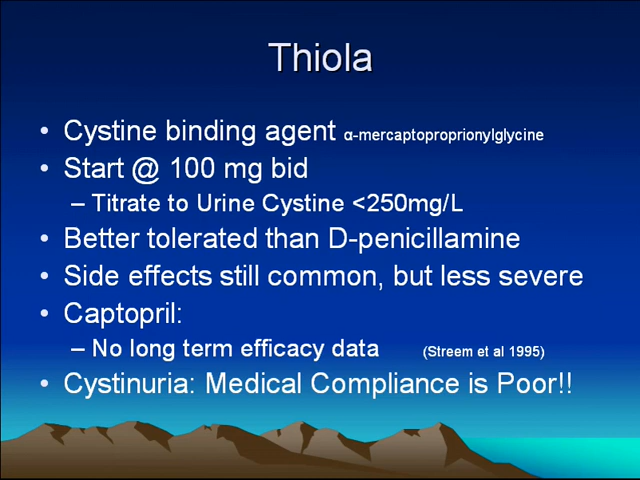 Thiola
• Cystine binding agent α-mercaptoproprionylglycine
• Start @ 100 mg bid
– Titrate to Urine Cystine <250mg/L
• Better tolerated than D-penicillamine
• Side effects still common, but less severe
• Captopril:
– No long term efficacy data (Streem et al 1995)
• Cystinuria: Medical Compliance is Poor!!